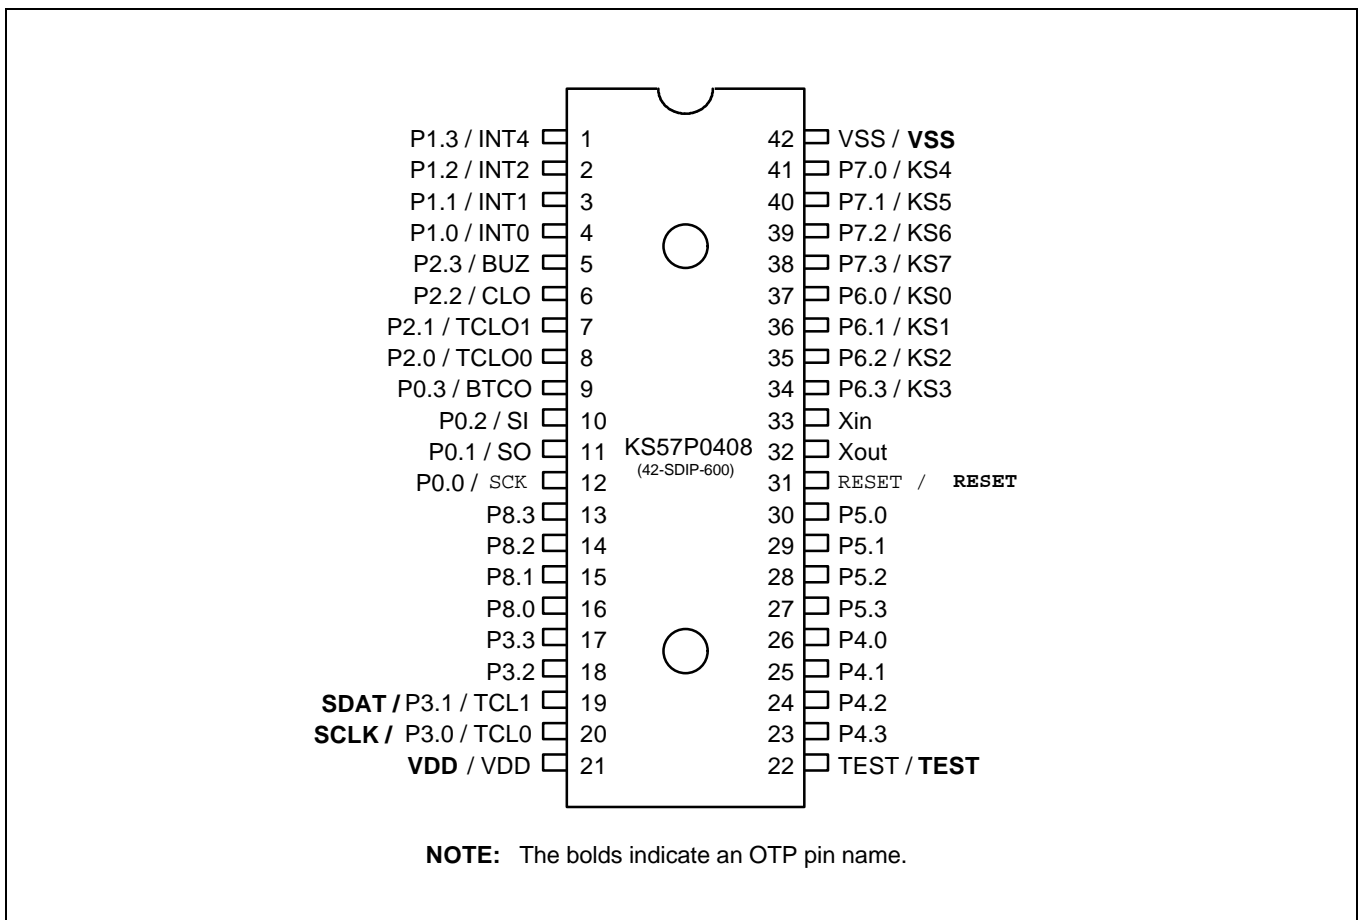 P1.3 / INT4 1 42 VSS / VSS
P1.2 / INT2 2 41 P7.0 / KS4
P1.1 / INT1 3 40 P7.1 / KS5
P1.0 / INT0 4 39 P7.2 / KS6
P2.3 / BUZ 5 38 P7.3 / KS7
P2.2 / CLO 6 37 P6.0 / KS0
P2.1 / TCLO1 7 36 P6.1 / KS1
P2.0 / TCLO0 8 35 P6.2 / KS2
P0.3 / BTCO 9 34 P6.3 / KS3
P0.2 / SI 10 33 Xin
P0.1 / SO 11 KS57P0408 32 Xout
(42-SDIP-600)
P0.0 / SCK 12 31 RESET / RESET
P8.3 13 30 P5.0
P8.2 14 29 P5.1
P8.1 15 28 P5.2
P8.0 16 27 P5.3
P3.3 17 26 P4.0
P3.2 18 25 P4.1
SDAT / P3.1 / TCL1 19 24 P4.2
SCLK / P3.0 / TCL0 20 23 P4.3
VDD / VDD 21 22 TEST / TEST
NOTE: The bolds indicate an OTP pin name.